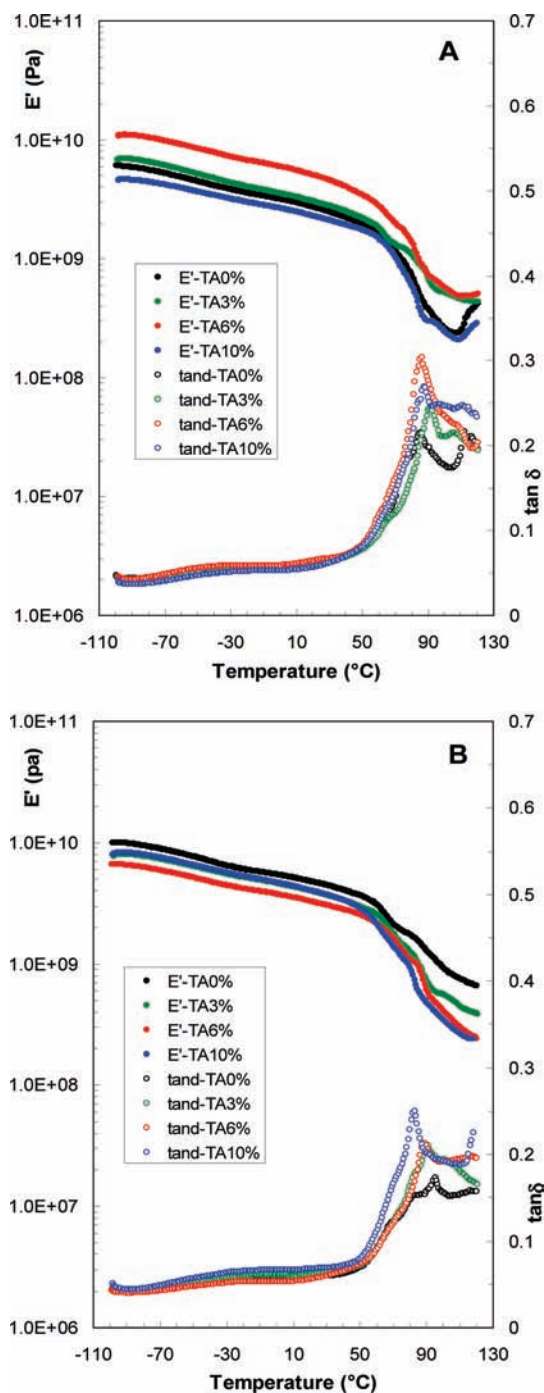 A
E' (Pa)
1.0E+11
1.0E+10
1.0E+09
1.0E+08
1.0E+07
1.0E+06
0.7
0.6
0.5
0.4
0.3
0.2
0.1
0
tan δ
E'-TA0%
E'-TA3%
E'-TA6%
E'-TA10%
tand-TA0%
tand-TA3%
tand-TA6%
tand-TA10%
-110 -70 -30 10 50 90 130
Temperature (°C)
B
E' (pa)
1.0E+11
1.0E+10
1.0E+09
1.0E+08
1.0E+07
1.0E+06
0.7
0.6
0.5
0.4
0.3
0.2
0.1
0
tanδ
E'-TA0%
E'-TA3%
E'-TA6%
E'-TA10%
tand-TA0%
tand-TA3%
tand-TA6%
tand-TA10%
-110 -70 -30 10 50 90 130
Temperature (°C)